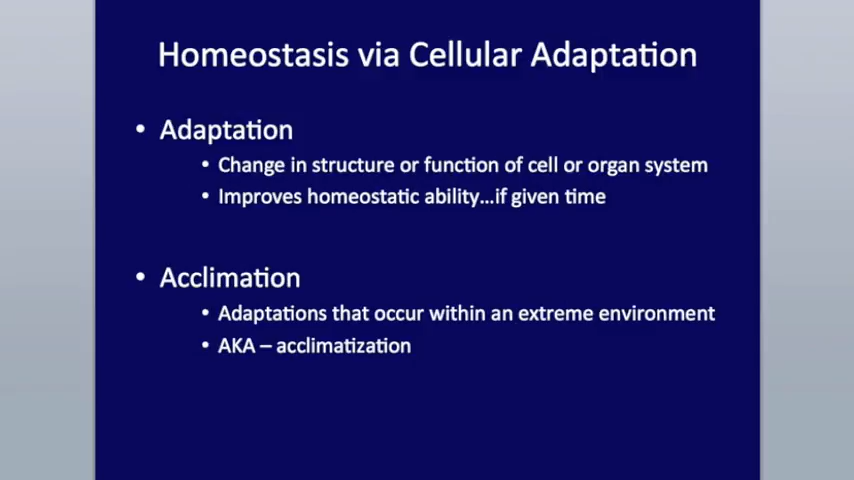 Homeostasis via Cellular Adaptation
• Adaptation
• Change in structure or function of cell or organ system
• Improves homeostatic ability...if given time
• Acclimation
• Adaptations that occur within an extreme environment
• AKA – acclimatization